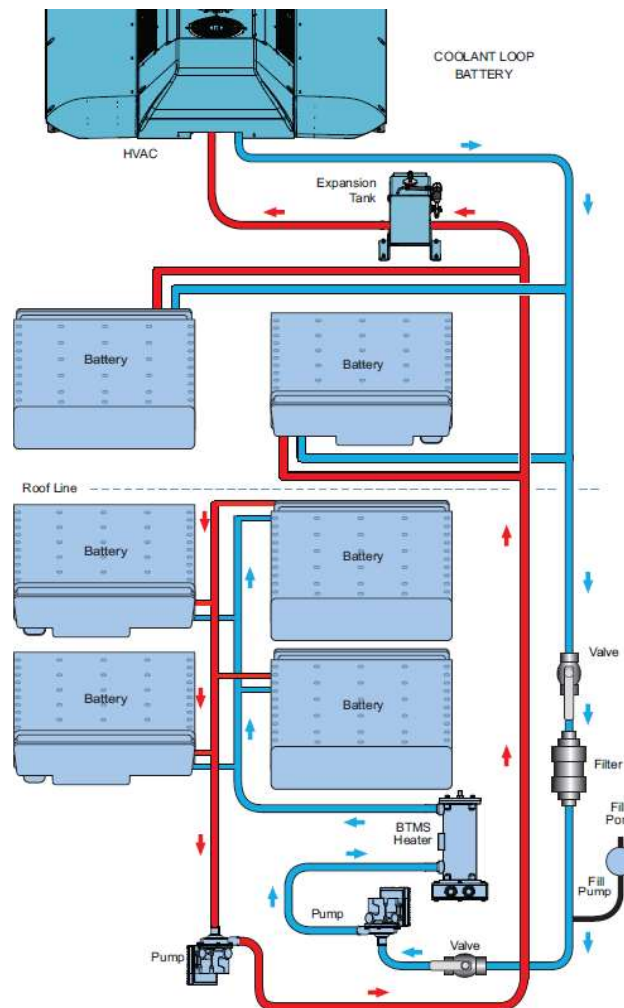 COOLANT LOOP
BATTERY
HVAC
Expansion
Tank
Battery
Battery
Roof Line
Battery
Battery
Valve
Battery
Battery
Filter
BTMS
Heater
Fill
Pump
Pump
Pump
Valve